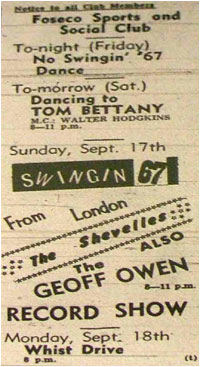 Notice to all Club Members
Foseco Sports and
Social Club
To-night (Friday)
No Swingin' '67
Dance
To-morrow (Sat.)
Dancing to
TOM BETTANY
M.C.: WALTER HODGKINS
8—11 p.m.
Sunday, Sept. 17th
SWINGIN 67
From London
The Shevelles
ALSO
The
GEOFF OWEN
8—11 p.m.
RECORD SHOW
Monday, Sept. 18th
Whist Drive
8 p.m. (t)